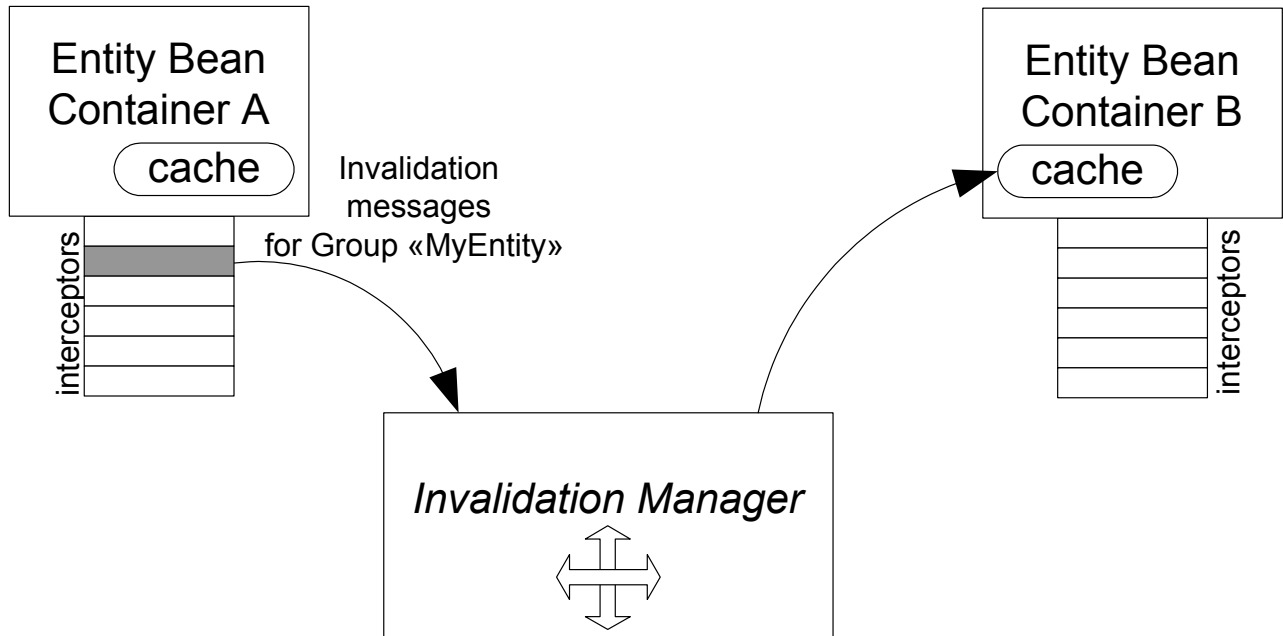 Entity Bean
Container A
cache
interceptors
Invalidation
messages
for Group «MyEntity»
Entity Bean
Container B
cache
interceptors
Invalidation Manager